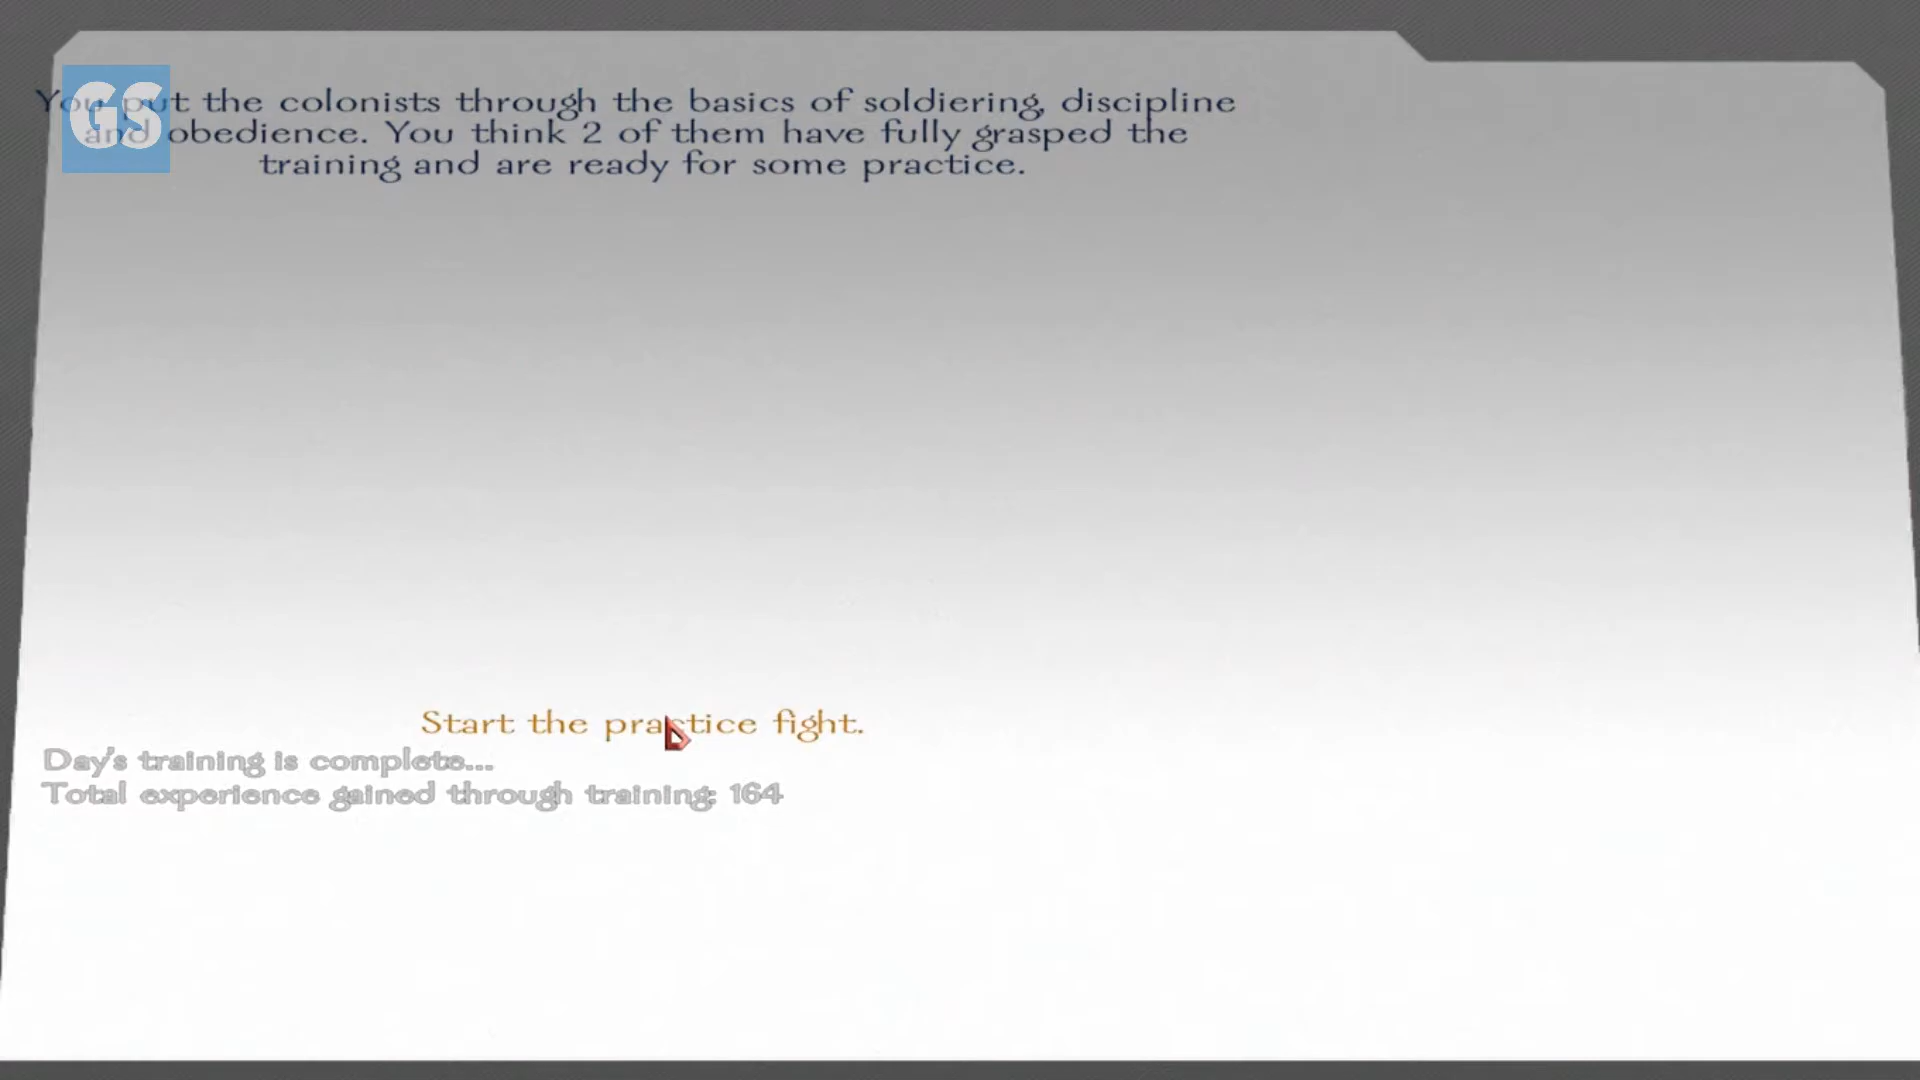 GS
You put the colonists through the basics of soldiering, discipline
and obedience. You think 2 of them have fully grasped the
training and are ready for some practice.
Start the practice fight.
Day's training is complete...
Total experience gained through training: 164